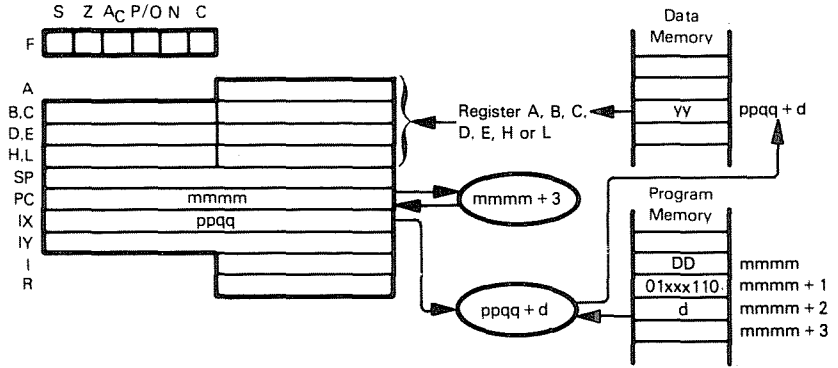 S Z AC P/O N C
F
A
B,C
D,E
H,L
SP
PC mmmm
IX ppqq
IY
I
R
Register A, B, C,
D, E, H or L
mmmm + 3
ppqq + d
Data
Memory
yy ppqq + d
Program
Memory
DD mmmm
01xxx110 mmmm + 1
d mmmm + 2
mmmm + 3